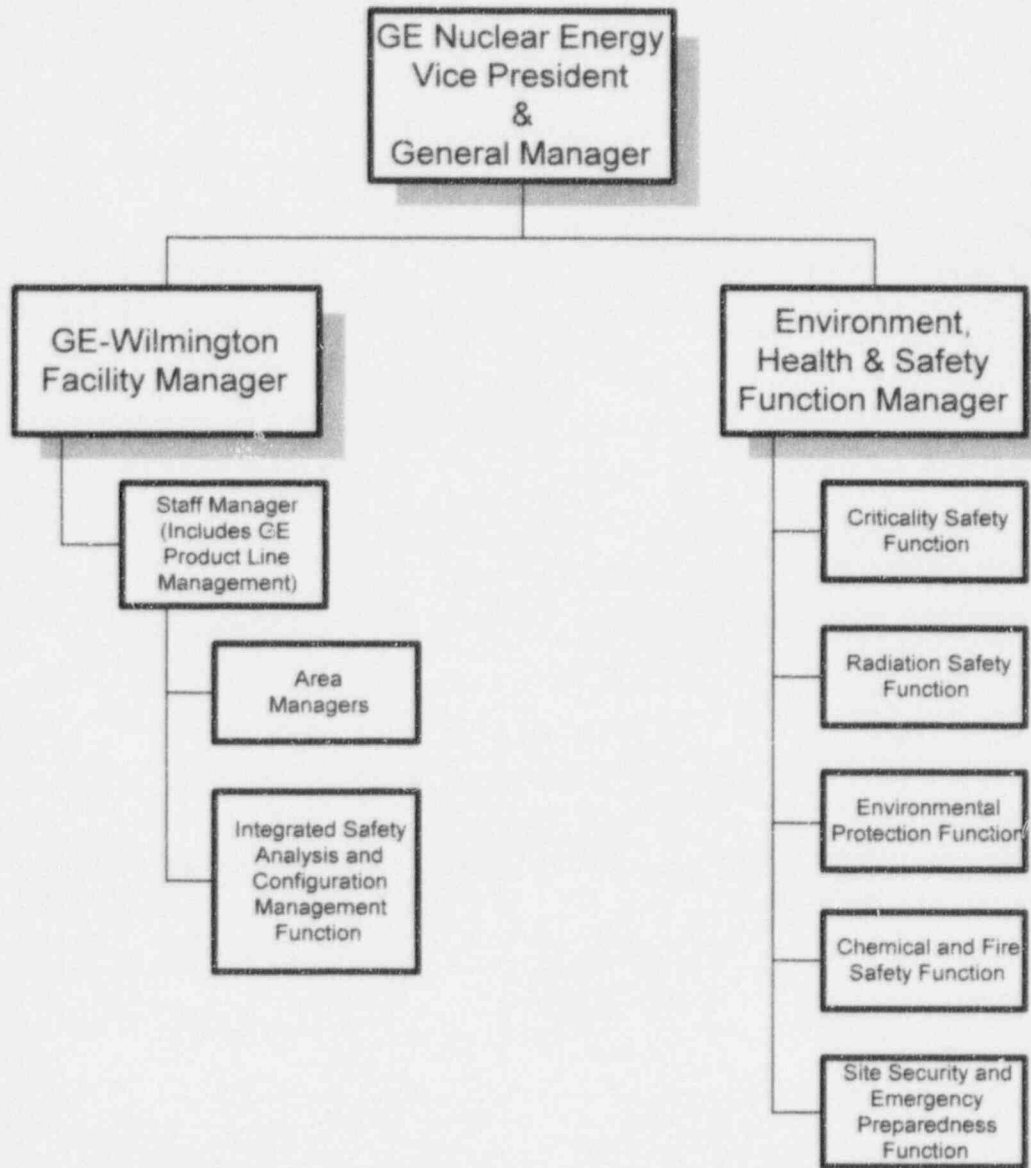 GE Nuclear Energy
Vice President
&
General Manager
GE-Wilmington
Facility Manager
Environment,
Health & Safety
Function Manager
Staff Manager
(Includes GE
Product Line
Management)
Area
Managers
Integrated Safety
Analysis and
Configuration
Management
Function
Criticality Safety
Function
Radiation Safety
Function
Environmental
Protection Function
Chemical and Fire
Safety Function
Site Security and
Emergency
Preparedness
Function